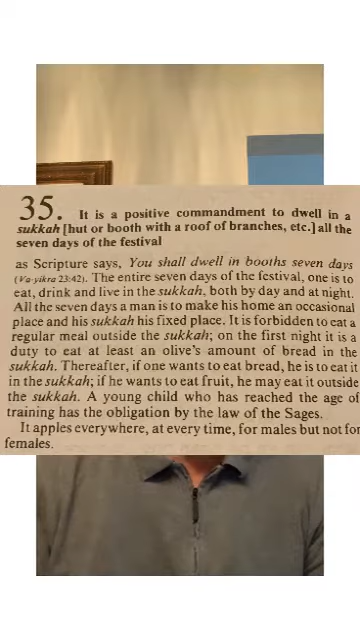 35. It is a positive commandment to dwell in a
sukkah [hut or booth with a roof of branches, etc.] all the
seven days of the festival
as Scripture says, You shall dwell in booths seven days
(Va-yikra 23:42). The entire seven days of the festival, one is to
eat, drink and live in the sukkah, both by day and at night.
All the seven days a man is to make his home an occasional
place and his sukkah his fixed place. It is forbidden to eat a
regular meal outside the sukkah; on the first night it is a
duty to eat at least an olive's amount of bread in the
sukkah. Thereafter, if one wants to eat bread, he is to eat it
in the sukkah; if he wants to eat fruit, he may eat it outside
the sukkah. A young child who has reached the age of
training has the obligation by the law of the Sages.
It apples everywhere, at every time, for males but not for
females.